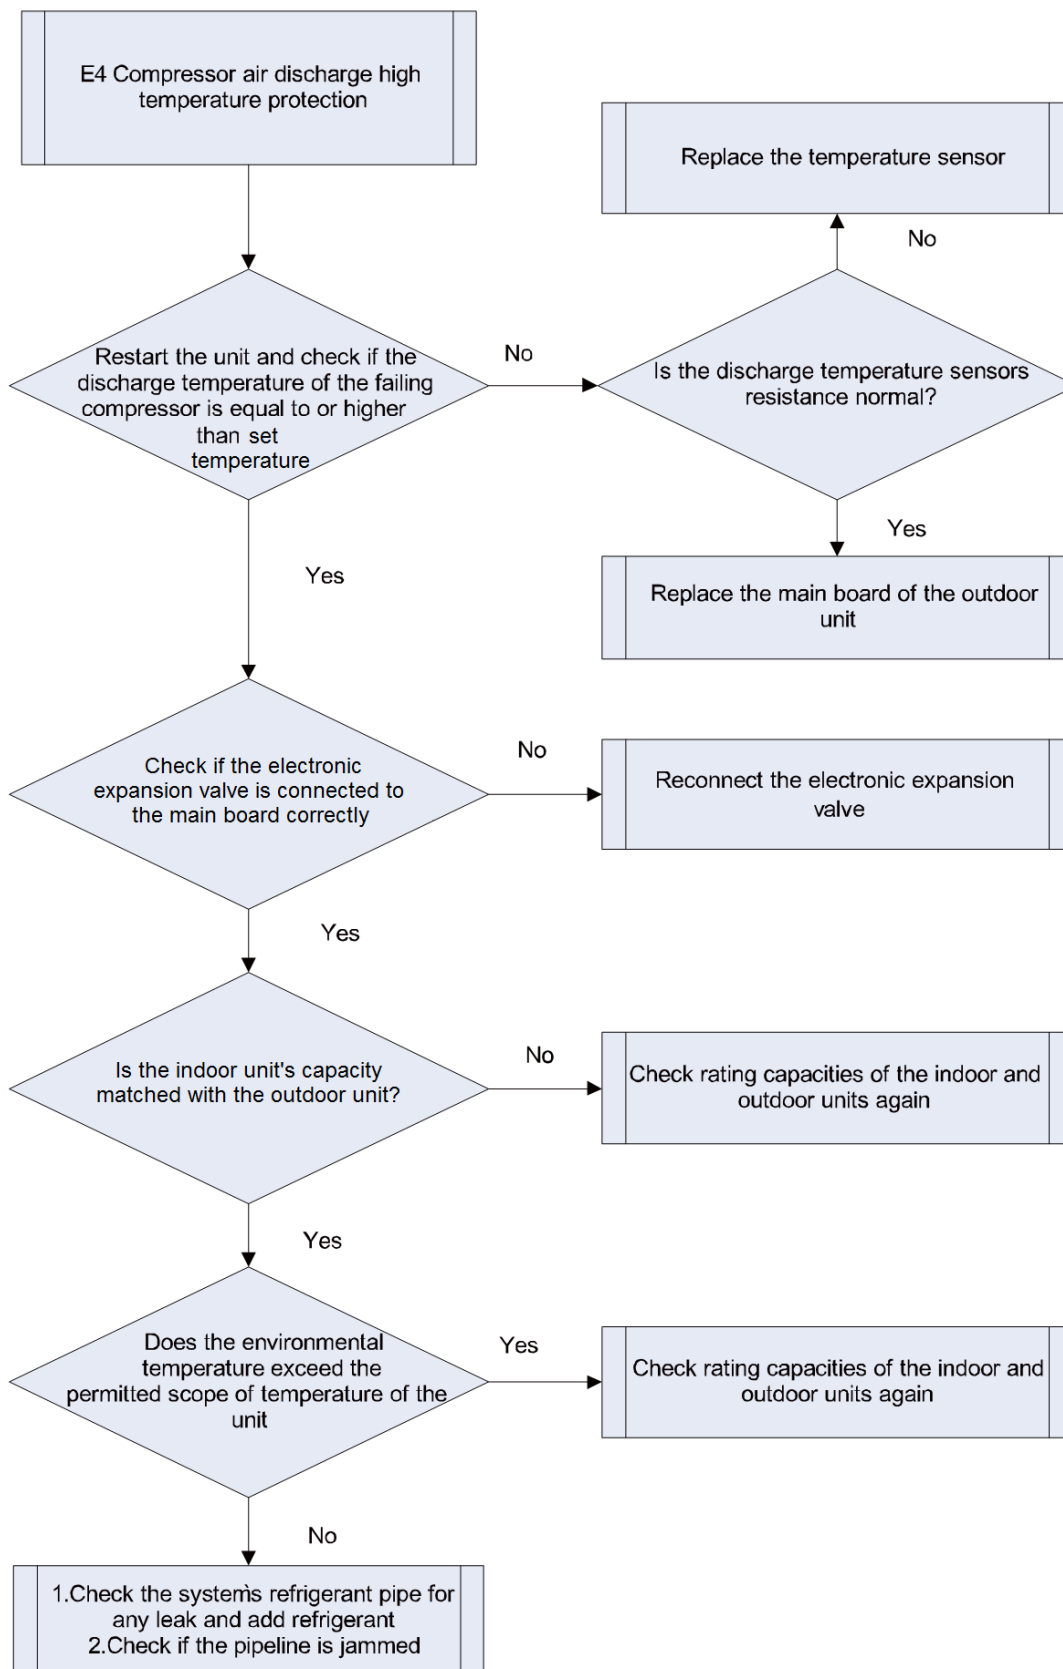 E4 Compressor air discharge high
temperature protection
Replace the temperature sensor
No
Restart the unit and check if the
discharge temperature of the failing
compressor is equal to or higher
than set
temperature
No
Is the discharge temperature sensors
resistance normal?
Yes
Replace the main board of the outdoor
unit
Yes
Check if the electronic
expansion valve is connected to
the main board correctly
No
Reconnect the electronic expansion
valve
Yes
Is the indoor unit's capacity
matched with the outdoor unit?
No
Check rating capacities of the indoor and
outdoor units again
Yes
Does the environmental
temperature exceed the
permitted scope of temperature of the
unit
Yes
Check rating capacities of the indoor and
outdoor units again
No
1.Check the system`s refrigerant pipe for
any leak and add refrigerant
2.Check if the pipeline is jammed